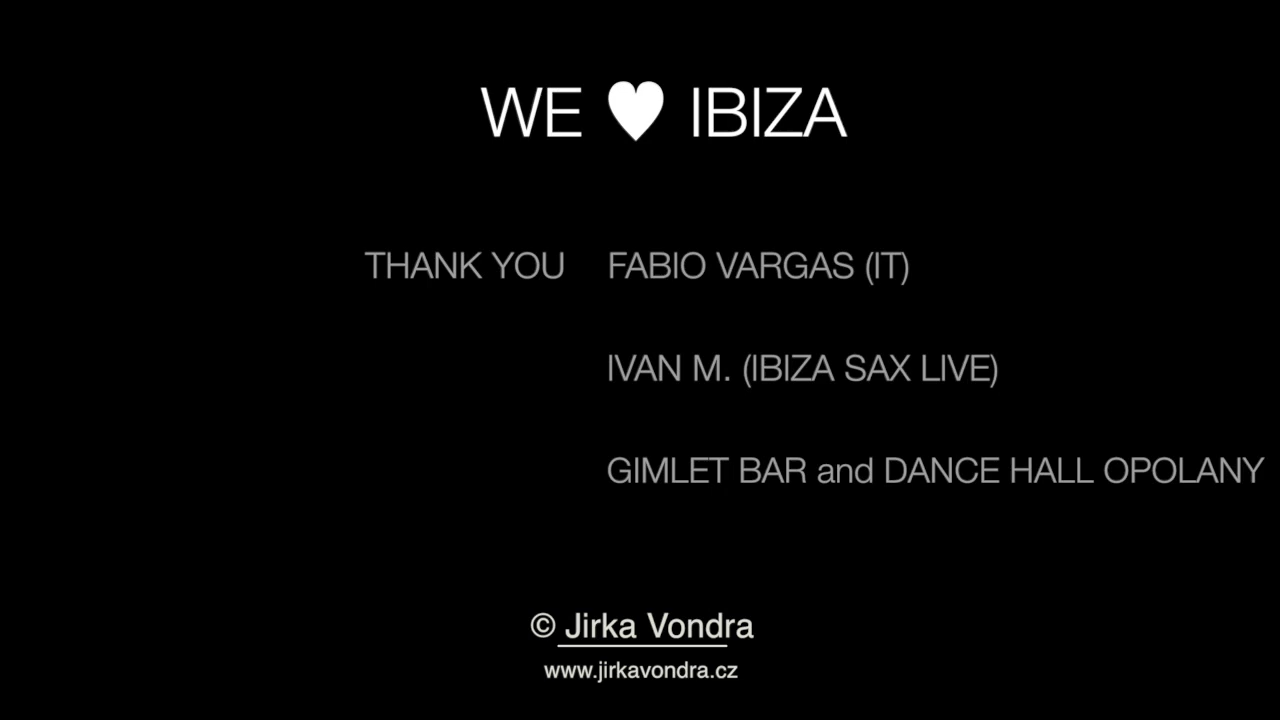 WE ♥ IBIZA
THANK YOU FABIO VARGAS (IT)
IVAN M. (IBIZA SAX LIVE)
GIMLET BAR and DANCE HALL OPOLANY
© Jirka Vondra
www.jirkavondra.cz